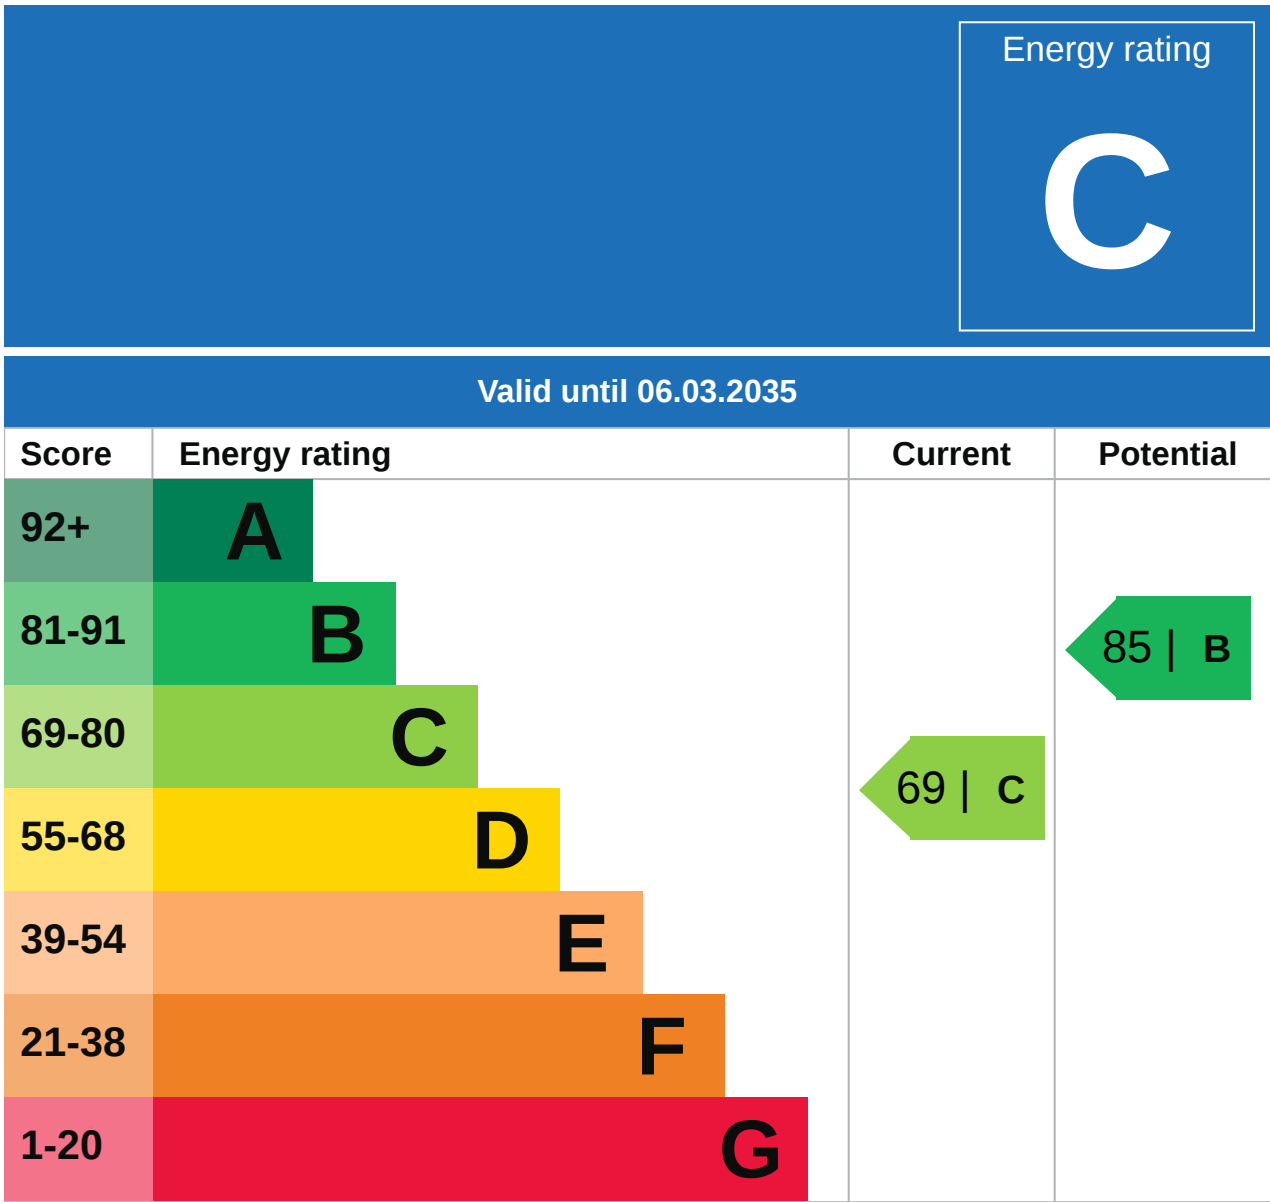 Energy rating
C
Valid until 06.03.2035
Score Energy rating Current Potential
92+ A
81-91 B
85 | B
69-80 C
69 | C
55-68 D
39-54 E
21-38 F
1-20 G